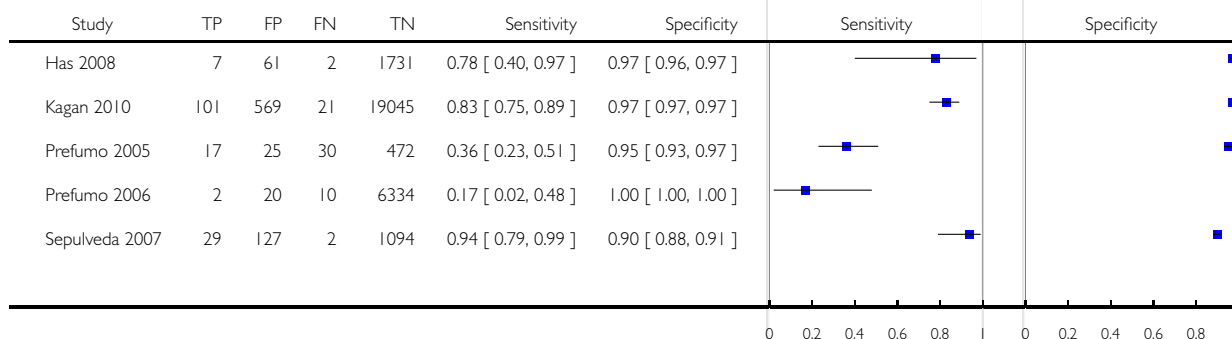 Study TP FP FN TN Sensitivity Specificity Sensitivity Specificity
Has 2008 7 61 2 1731 0.78 [ 0.40, 0.97 ] 0.97 [ 0.96, 0.97 ]
Kagan 2010 101 569 21 19045 0.83 [ 0.75, 0.89 ] 0.97 [ 0.97, 0.97 ]
Prefumo 2005 17 25 30 472 0.36 [ 0.23, 0.51 ] 0.95 [ 0.93, 0.97 ]
Prefumo 2006 2 20 10 6334 0.17 [ 0.02, 0.48 ] 1.00 [ 1.00, 1.00 ]
Sepulveda 2007 29 127 2 1094 0.94 [ 0.79, 0.99 ] 0.90 [ 0.88, 0.91 ]
0 0.2 0.4 0.6 0.8 1 0 0.2 0.4 0.6 0.8